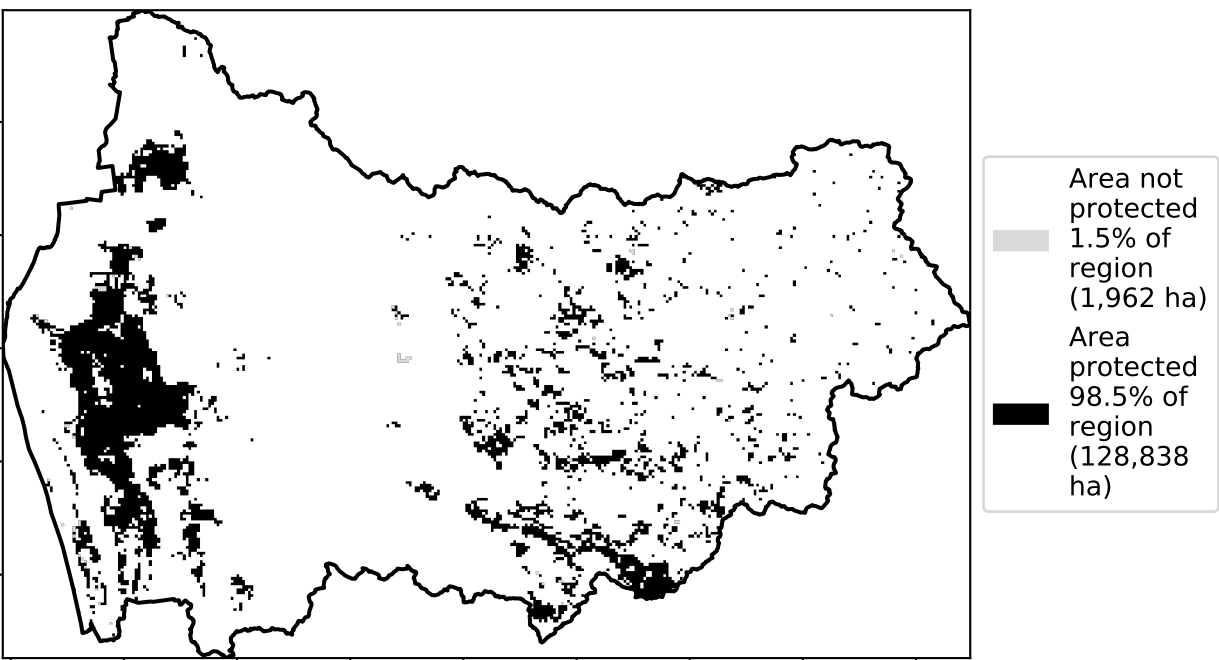 Area not
protected
1.5% of
region
(1,962 ha)
Area
protected
98.5% of
region
(128,838
ha)